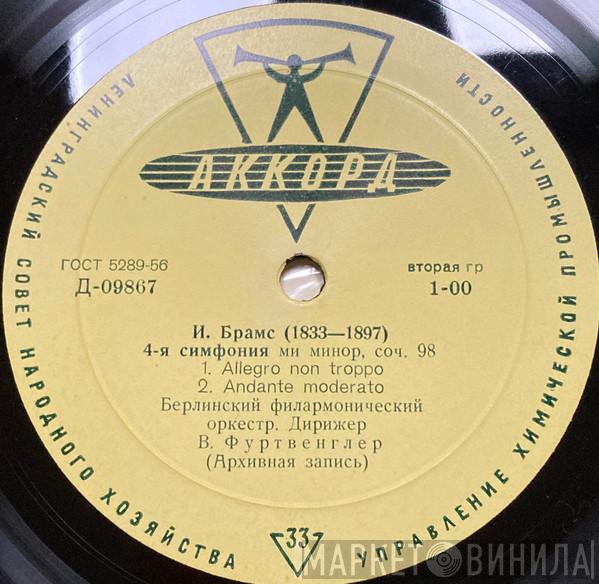 ЛЕНИНГРАДСКИЙ СОВЕТ НАРОДНОГО ХОЗЯЙСТВА
УПРАВЛЕНИЕ ХИМИЧЕСКОЙ ПРОМЫШЛЕННОСТИ
АККОРД
ГОСТ 5289-56
Д-09867
вторая гр
1-00
И. Брамс (1833—1897)
4-я симфония ми минор, соч. 98
1. Allegro non troppo
2. Andante moderato
Берлинский филармонический
оркестр. Дирижер
В. Фуртвенглер
(Архивная запись)
33
МАРКЕТ ВИНИЛА